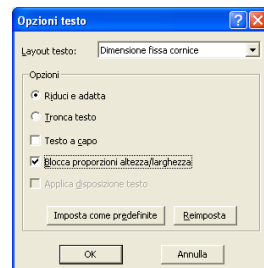 Opzioni testo
Layout testo: Dimensione fissa cornice
Opzioni
Riduci e adatta
Tronca testo
Testo a capo
Blocca proporzioni altezza/larghezza
Applica disposizione testo
Imposta come predefinite Reimposta
OK Annulla